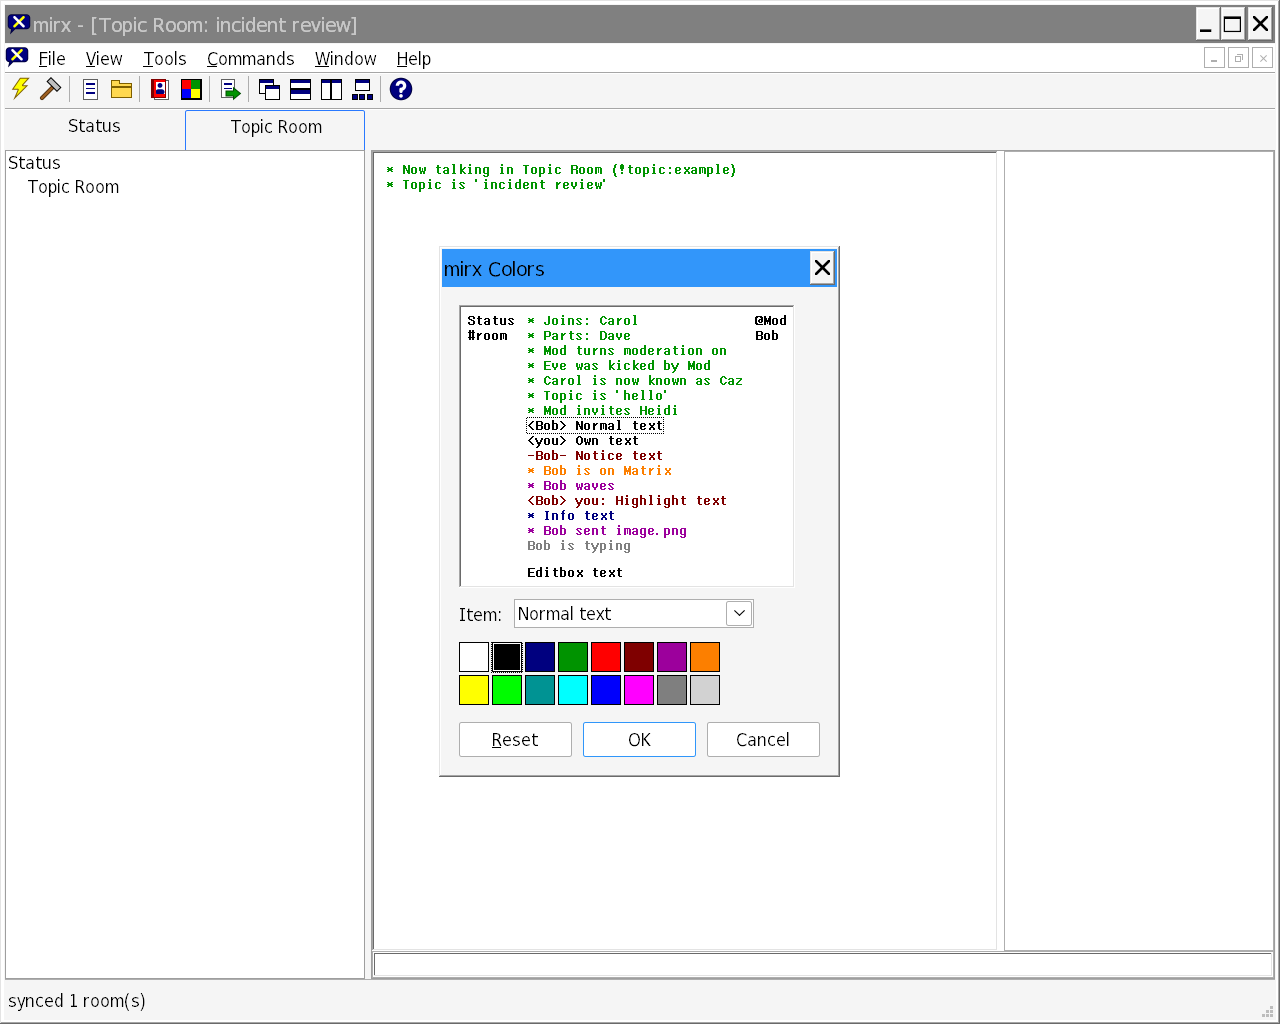 mirx - [Topic Room: incident review]
File View Tools Commands Window Help
Status Topic Room
Status
Topic Room
* Now talking in Topic Room (!topic:example)
* Topic is 'incident review'
mirx Colors
Status * Joins: Carol @Mod
#room * Parts: Dave Bob
* Mod turns moderation on
* Eve was kicked by Mod
* Carol is now known as Caz
* Topic is 'hello'
* Mod invites Heidi
<Bob> Normal text
<you> Own text
-Bob- Notice text
* Bob is on Matrix
* Bob waves
<Bob> you: Highlight text
* Info text
* Bob sent image.png
Bob is typing
Editbox text
Item: Normal text
Reset OK Cancel
synced 1 room(s)